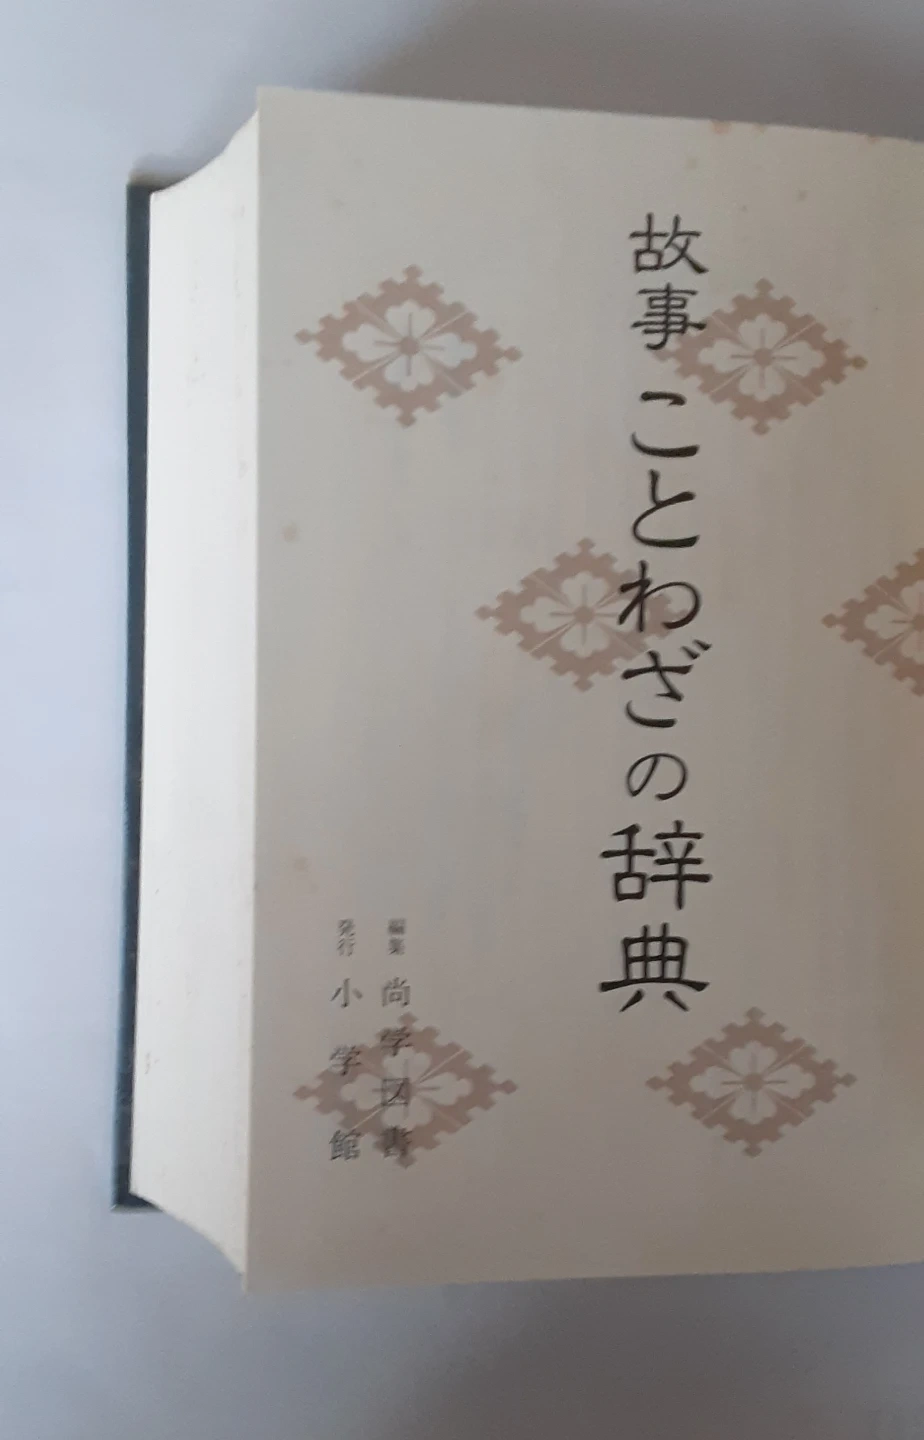 故事ことわざの辞典
編集 尚学図書
発行 小学館